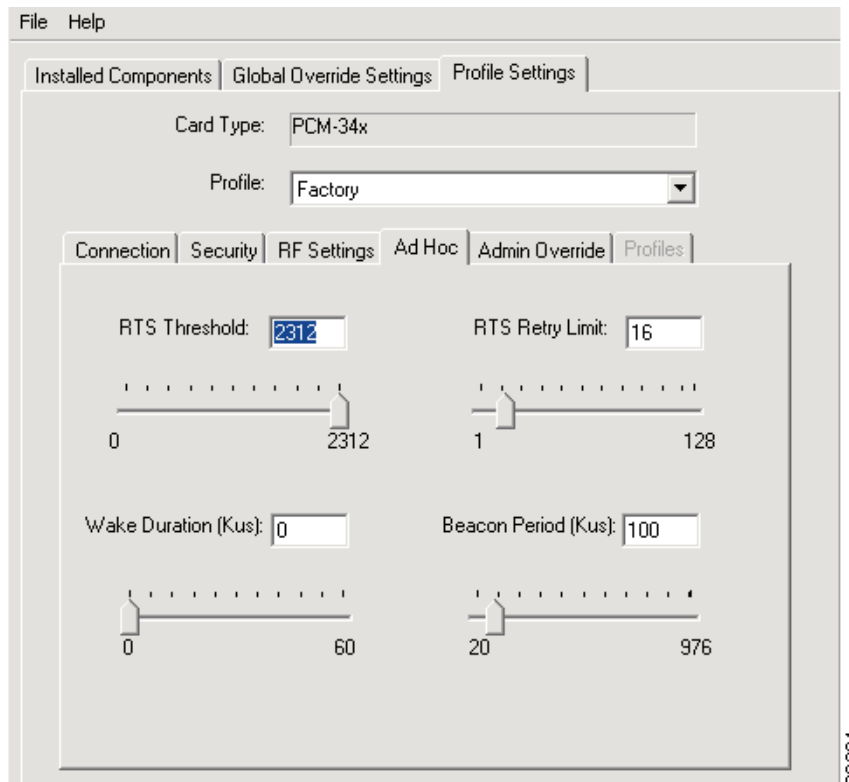 File Help
Installed Components Global Override Settings Profile Settings
Card Type: PCM-34x
Profile: Factory
Connection Security RF Settings Ad Hoc Admin Override Profiles
RTS Threshold: 2312 RTS Retry Limit: 16
0 2312 1 128
Wake Duration (Kus): 0 Beacon Period (Kus): 100
0 60 20 976